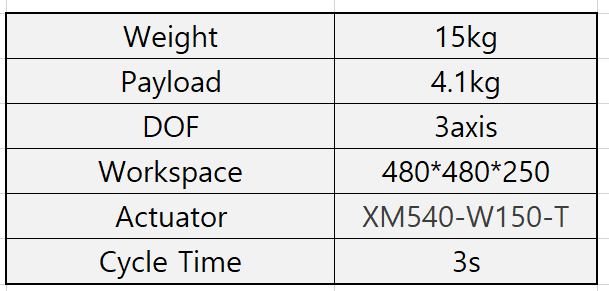 Weight 15kg
Payload 4.1kg
DOF 3axis
Workspace 480*480*250
Actuator XM540-W150-T
Cycle Time 3s